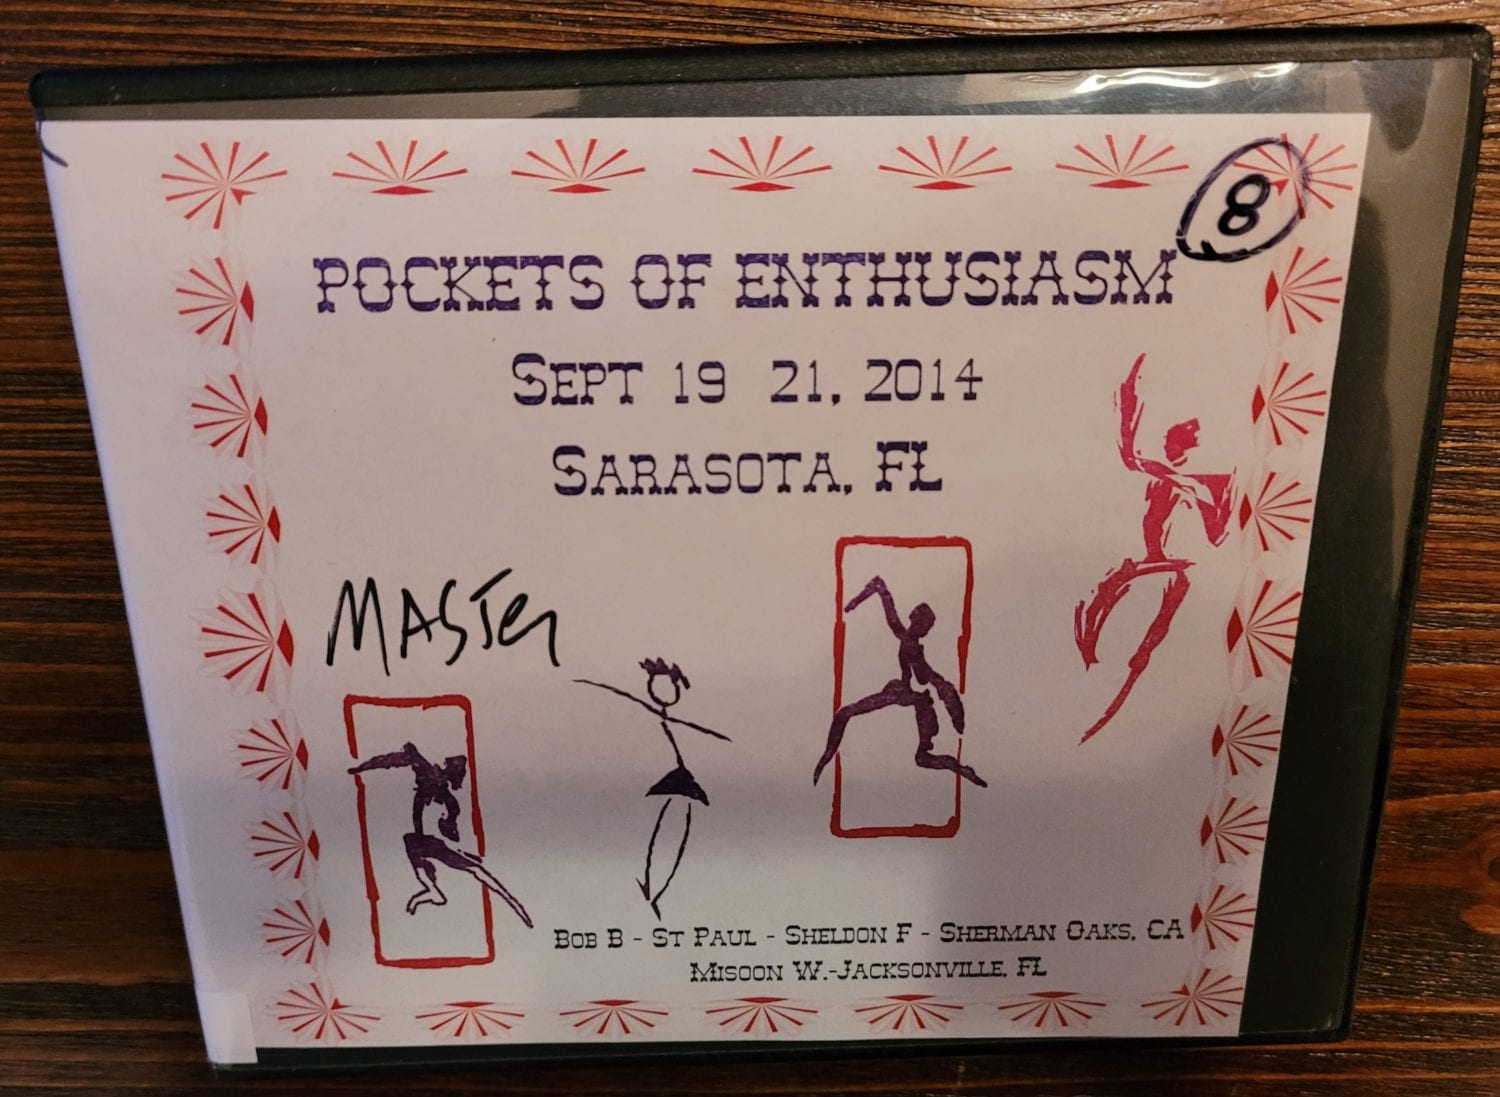 8
POCKETS OF ENTHUSIASM
SEPT 19 21, 2014
SARASOTA, FL
MASTER
BOB B - ST PAUL - SHELDON F - SHERMAN OAKS, CA
MISOON W.-JACKSONVILLE, FL